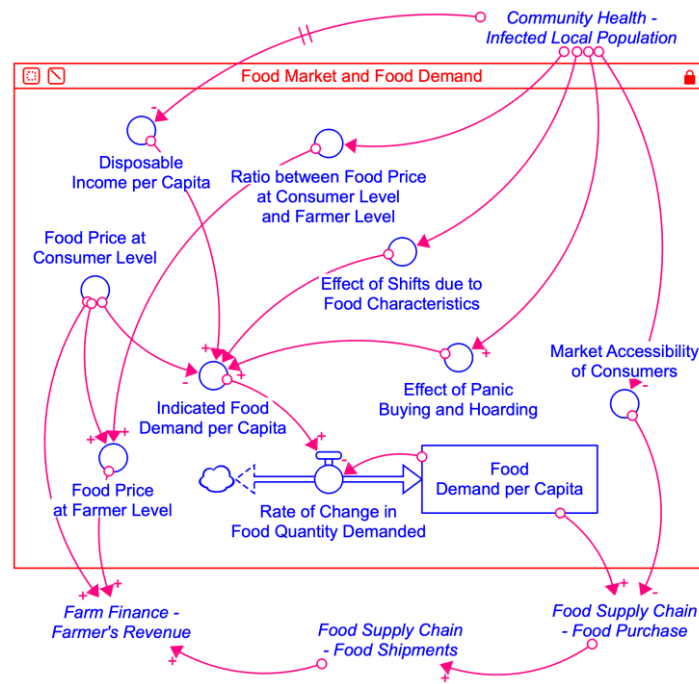 Community Health -
Infected Local Population
Food Market and Food Demand
-
Disposable
Income per Capita
Ratio between Food Price
at Consumer Level
and Farmer Level
Food Price at
Consumer Level
Effect of Shifts due to
Food Characteristics
+
+
-
+
Effect of Panic
Buying and Hoarding
Market Accessibility
of Consumers
-
Indicated Food
Demand per Capita
+
+
+
-
Food
Demand per Capita
Food Price
at Farmer Level
Rate of Change in
Food Quantity Demanded
+
+
+
-
Farm Finance -
Farmer's Revenue
Food Supply Chain
- Food Purchase
Food Supply Chain
- Food Shipments
+
+